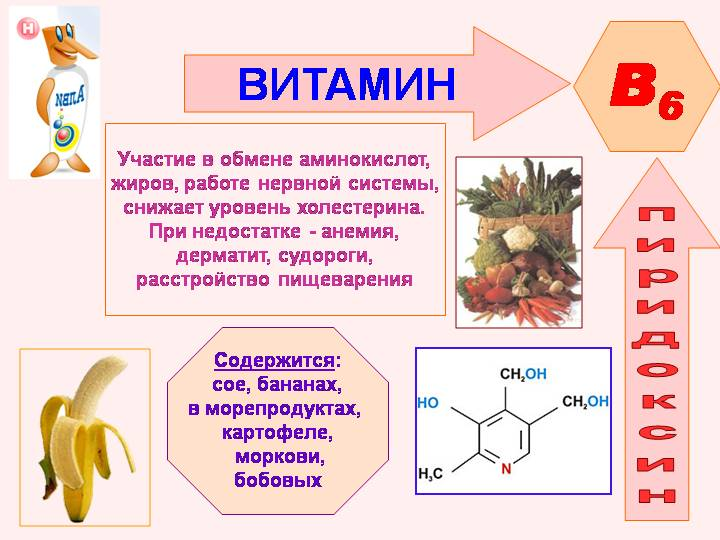 Н
ВИТАМИН
В6
Участие в обмене аминокислот,
жиров, работе нервной системы,
снижает уровень холестерина.
При недостатке - анемия,
дерматит, судороги,
расстройство пищеварения
пиридоксин
Содержится:
сое, бананах,
в морепродуктах,
картофеле,
моркови,
бобовых
CH₂OH
HO
CH₂OH
H₃C
N